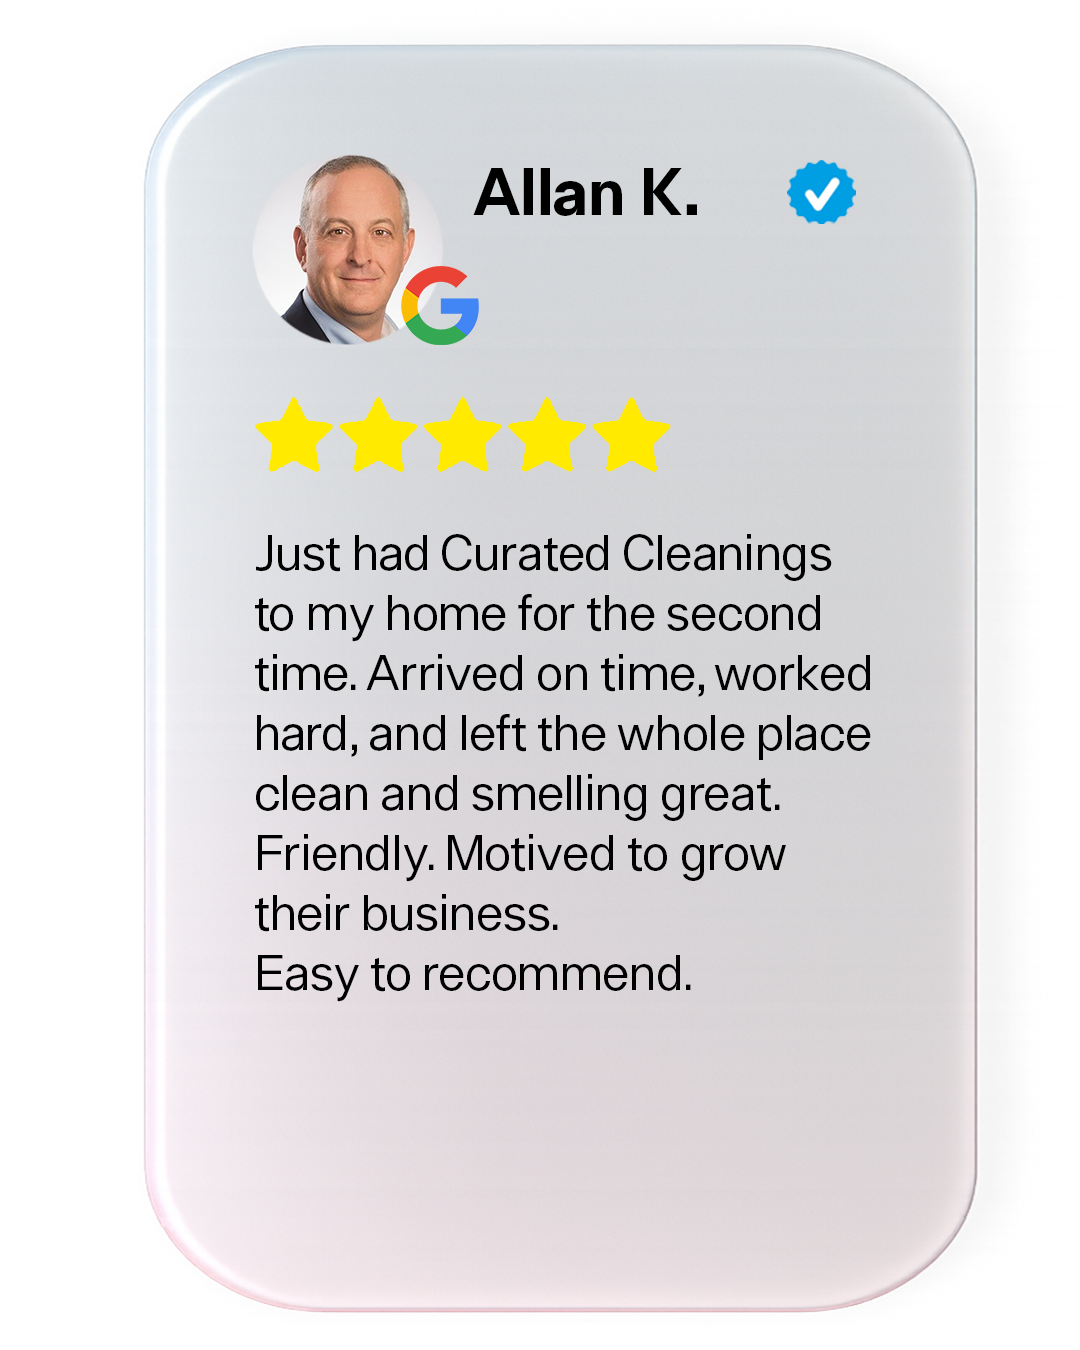 Allan K.
Just had Curated Cleanings
to my home for the second
time. Arrived on time, worked
hard, and left the whole place
clean and smelling great.
Friendly. Motived to grow
their business.
Easy to recommend.